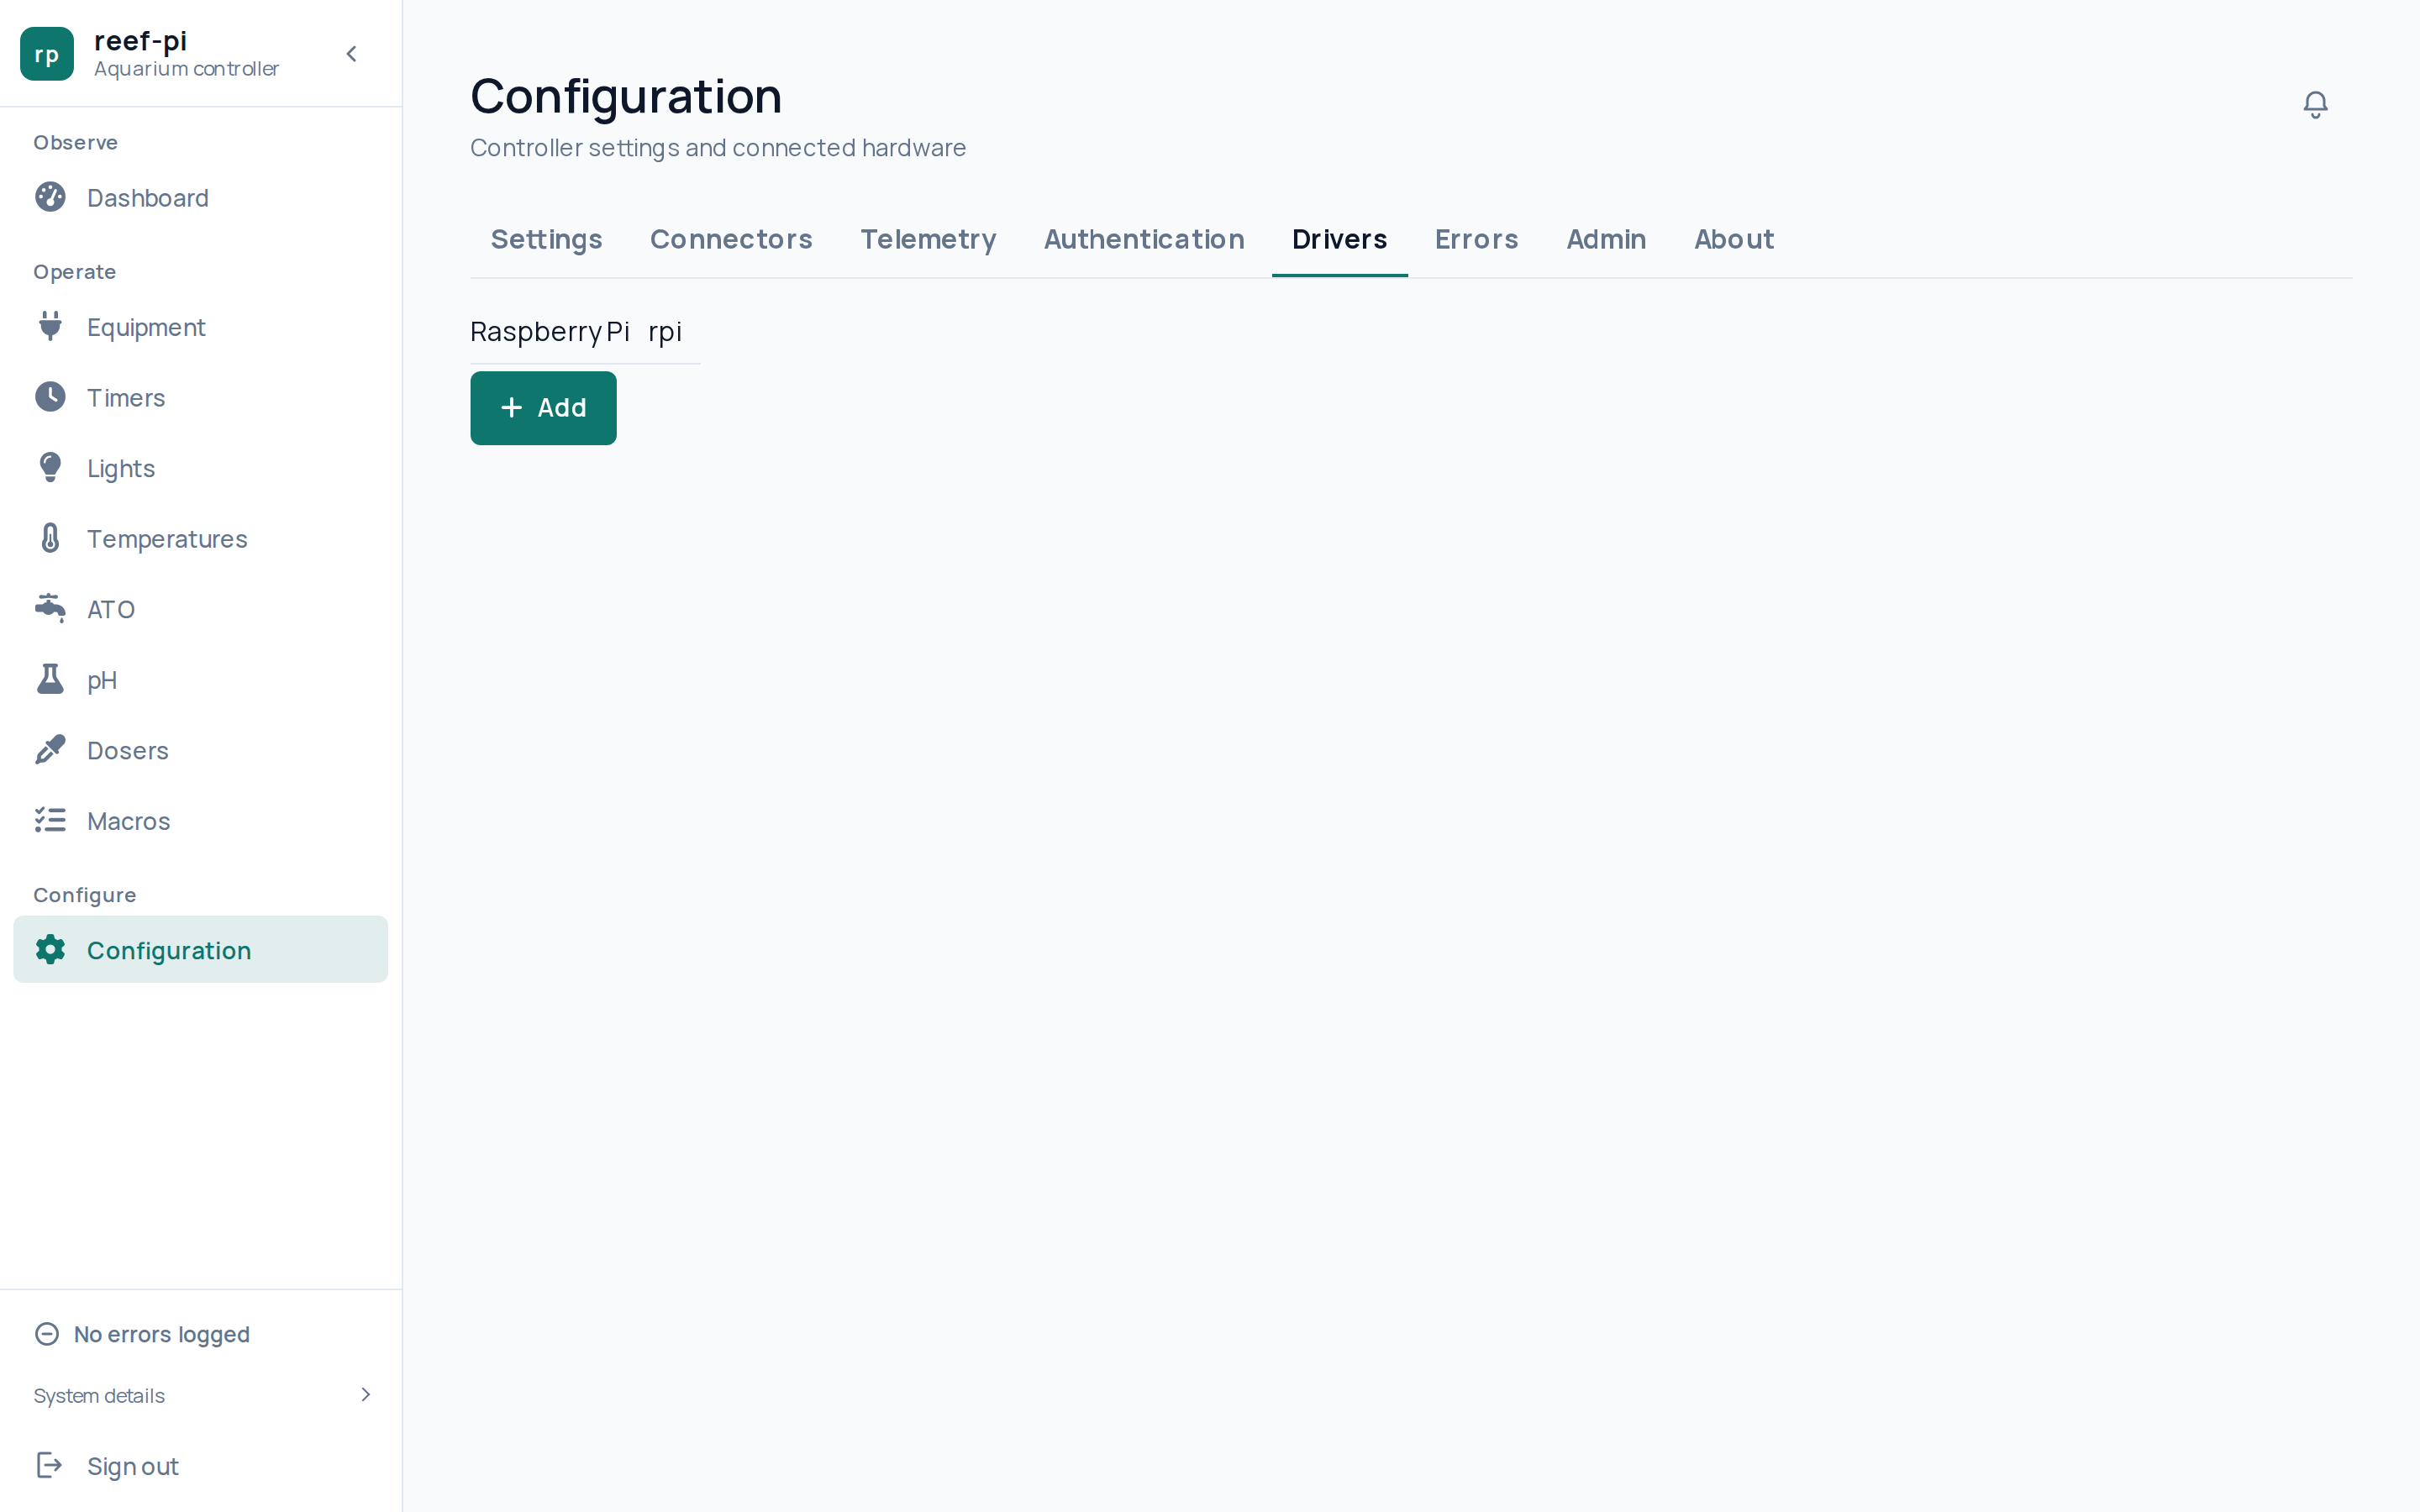 rp
reef-pi
Aquarium controller
Observe
Dashboard
Operate
Equipment
Timers
Lights
Temperatures
ATO
pH
Dosers
Macros
Configure
Configuration
No errors logged
System details
Sign out
Configuration
Controller settings and connected hardware
Settings Connectors Telemetry Authentication Drivers Errors Admin About
Raspberry Pi rpi
+ Add